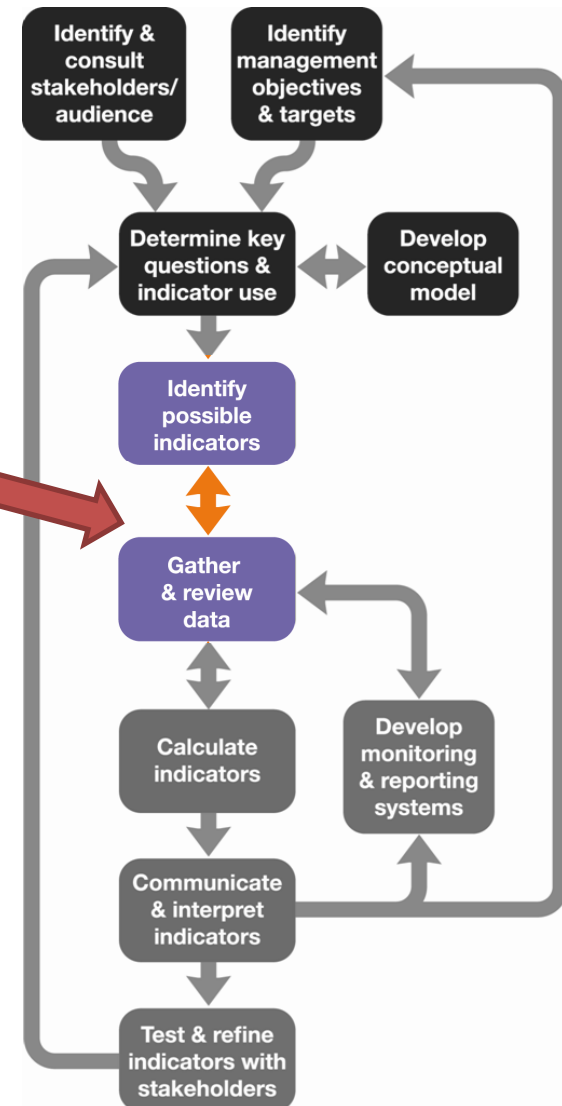 Identify &
consult
stakeholders/
audience
Identify
management
objectives
& targets
Determine key
questions &
indicator use
Develop
conceptual
model
Identify
possible
indicators
Gather
& review
data
Calculate
indicators
Develop
monitoring
& reporting
systems
Communicate
& interpret
indicators
Test & refine
indicators with
stakeholders